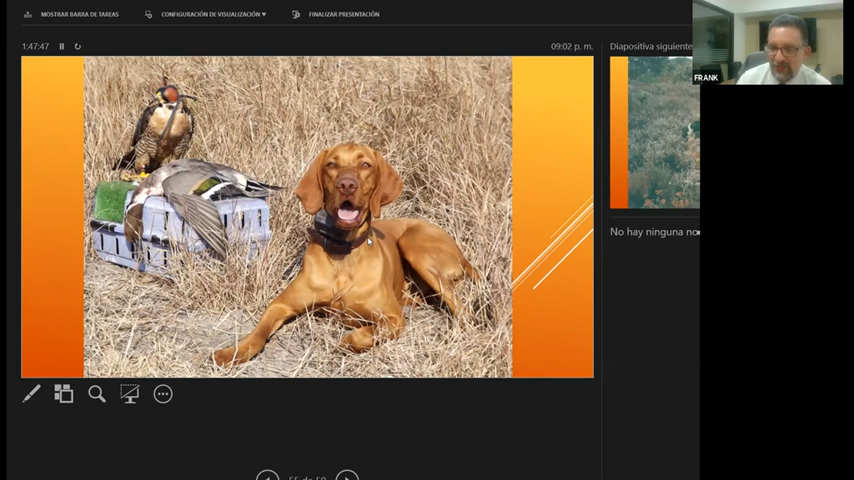 MOSTRAR BARRA DE TAREAS
CONFIGURACIÓN DE VISUALIZACIÓN ▼
FINALIZAR PRESENTACIÓN
1:47:47
09:02 p. m.
Diapositiva siguiente
FRANK
No hay ninguna no